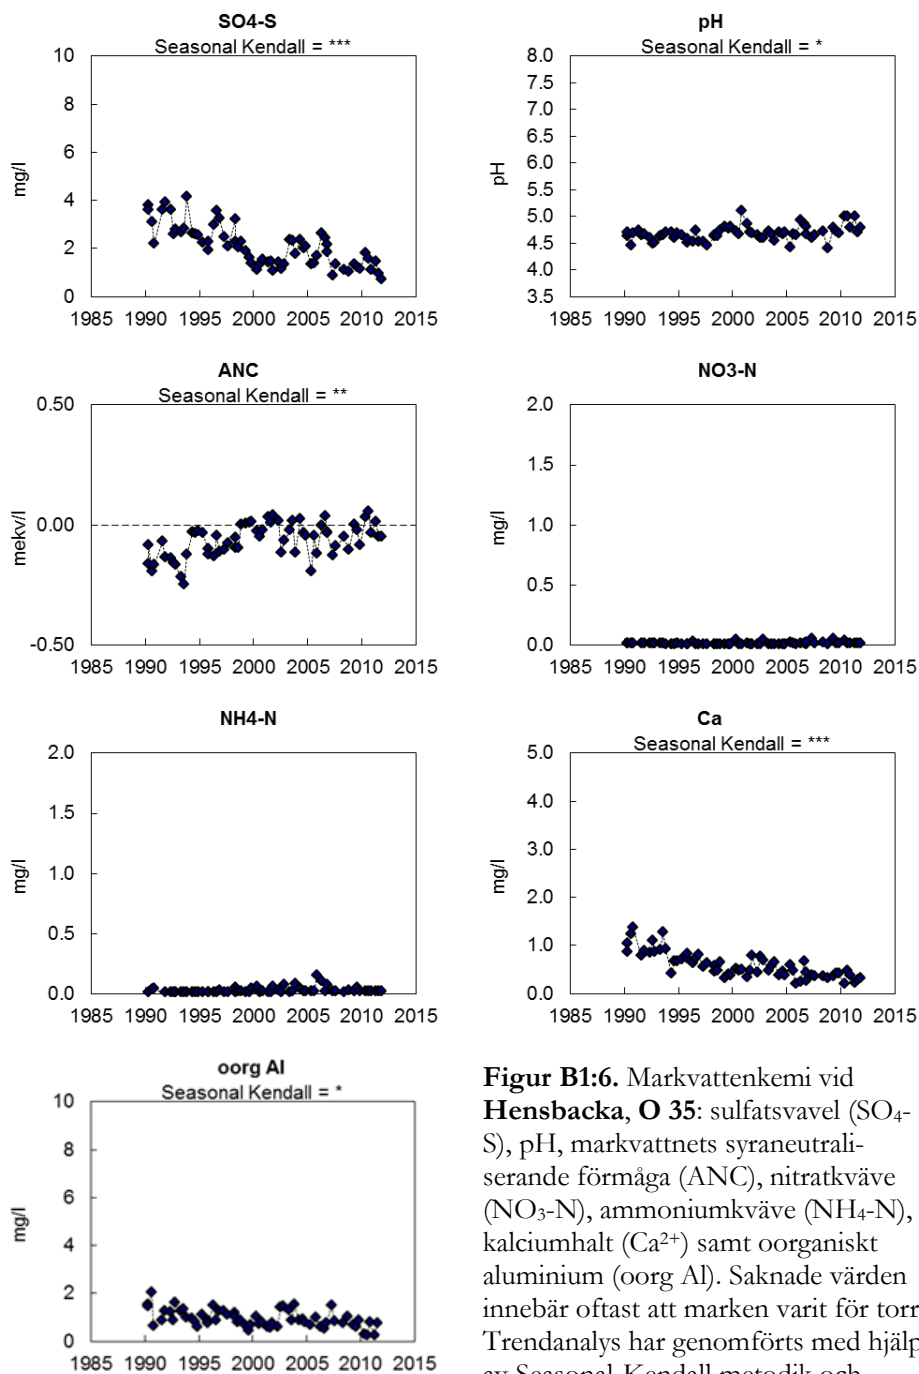 SO4-S
Seasonal Kendall = ***
10
8
6
4
2
0
mg/l
1985 1990 1995 2000 2005 2010 2015
pH
Seasonal Kendall = *
8.0
7.5
7.0
6.5
6.0
5.5
5.0
4.5
4.0
3.5
pH
1985 1990 1995 2000 2005 2010 2015
ANC
Seasonal Kendall = **
0.50
0.00
-0.50
mekv/l
1985 1990 1995 2000 2005 2010 2015
NO3-N
2.0
1.5
1.0
0.5
0.0
mg/l
1985 1990 1995 2000 2005 2010 2015
NH4-N
2.0
1.5
1.0
0.5
0.0
mg/l
1985 1990 1995 2000 2005 2010 2015
Ca
Seasonal Kendall = ***
5.0
4.0
3.0
2.0
1.0
0.0
mg/l
1985 1990 1995 2000 2005 2010 2015
oorg Al
Seasonal Kendall = *
10
8
6
4
2
0
mg/l
1985 1990 1995 2000 2005 2010 2015
Figur B1:6. Markvattenkemi vid
Hensbacka, O 35: sulfatsvavel (SO₄-
S), pH, markvattnets syraneutrali-
serande förmåga (ANC), nitratkväve
(NO₃-N), ammoniumkväve (NH₄-N),
kalciumhalt (Ca²⁺) samt oorganiskt
aluminium (oorg Al). Saknade värden
innebär oftast att marken varit för torr
Trendanalys har genomförts med hjälp
av Seasonal-Kendall metodik och